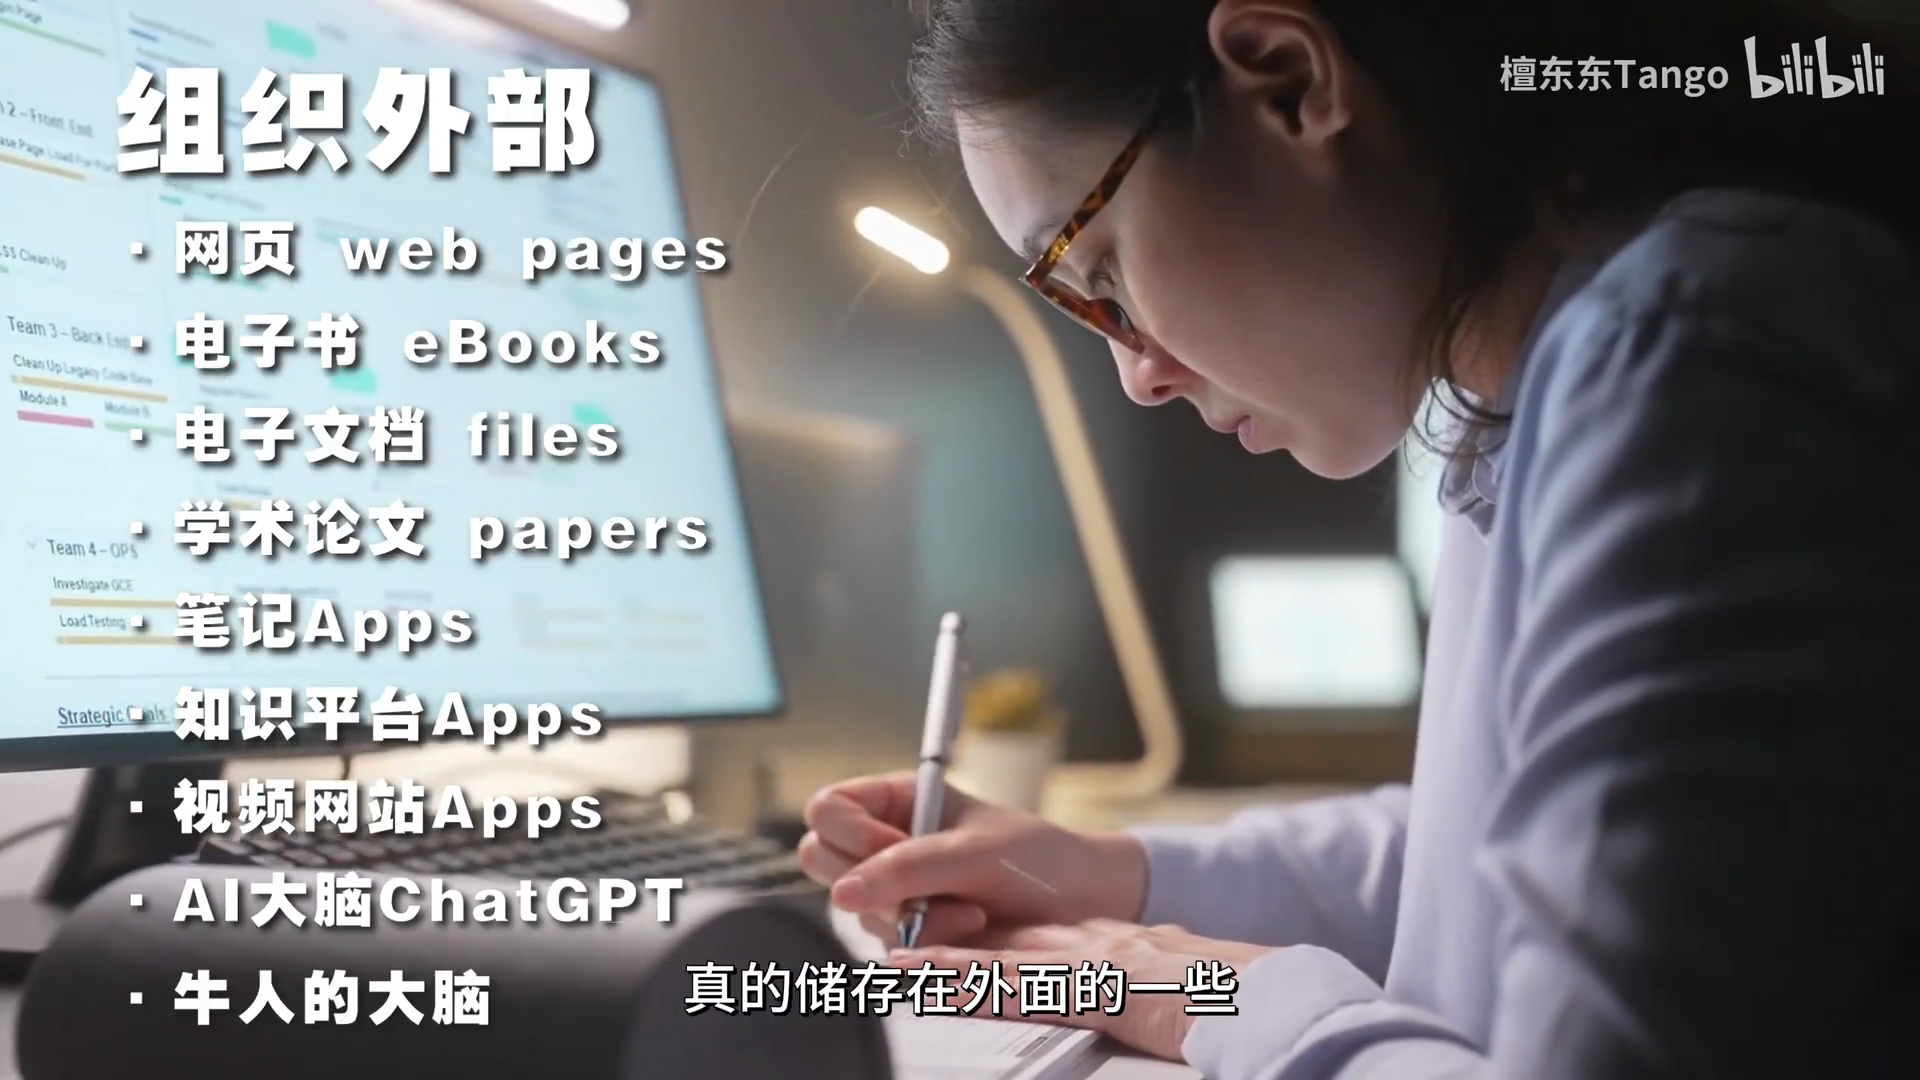 檀东东Tango bilibili
组织外部
· 网页 web pages
· 电子书 eBooks
· 电子文档 files
· 学术论文 papers
· 笔记Apps
· 知识平台Apps
· 视频网站Apps
· AI大脑ChatGPT
· 牛人的大脑
Team 3 – Back End
Clean Up Legacy Code Base
Module A
Module B
Team 4 – OPS
Investigate GCE
Load Testing
真的储存在外面的一些